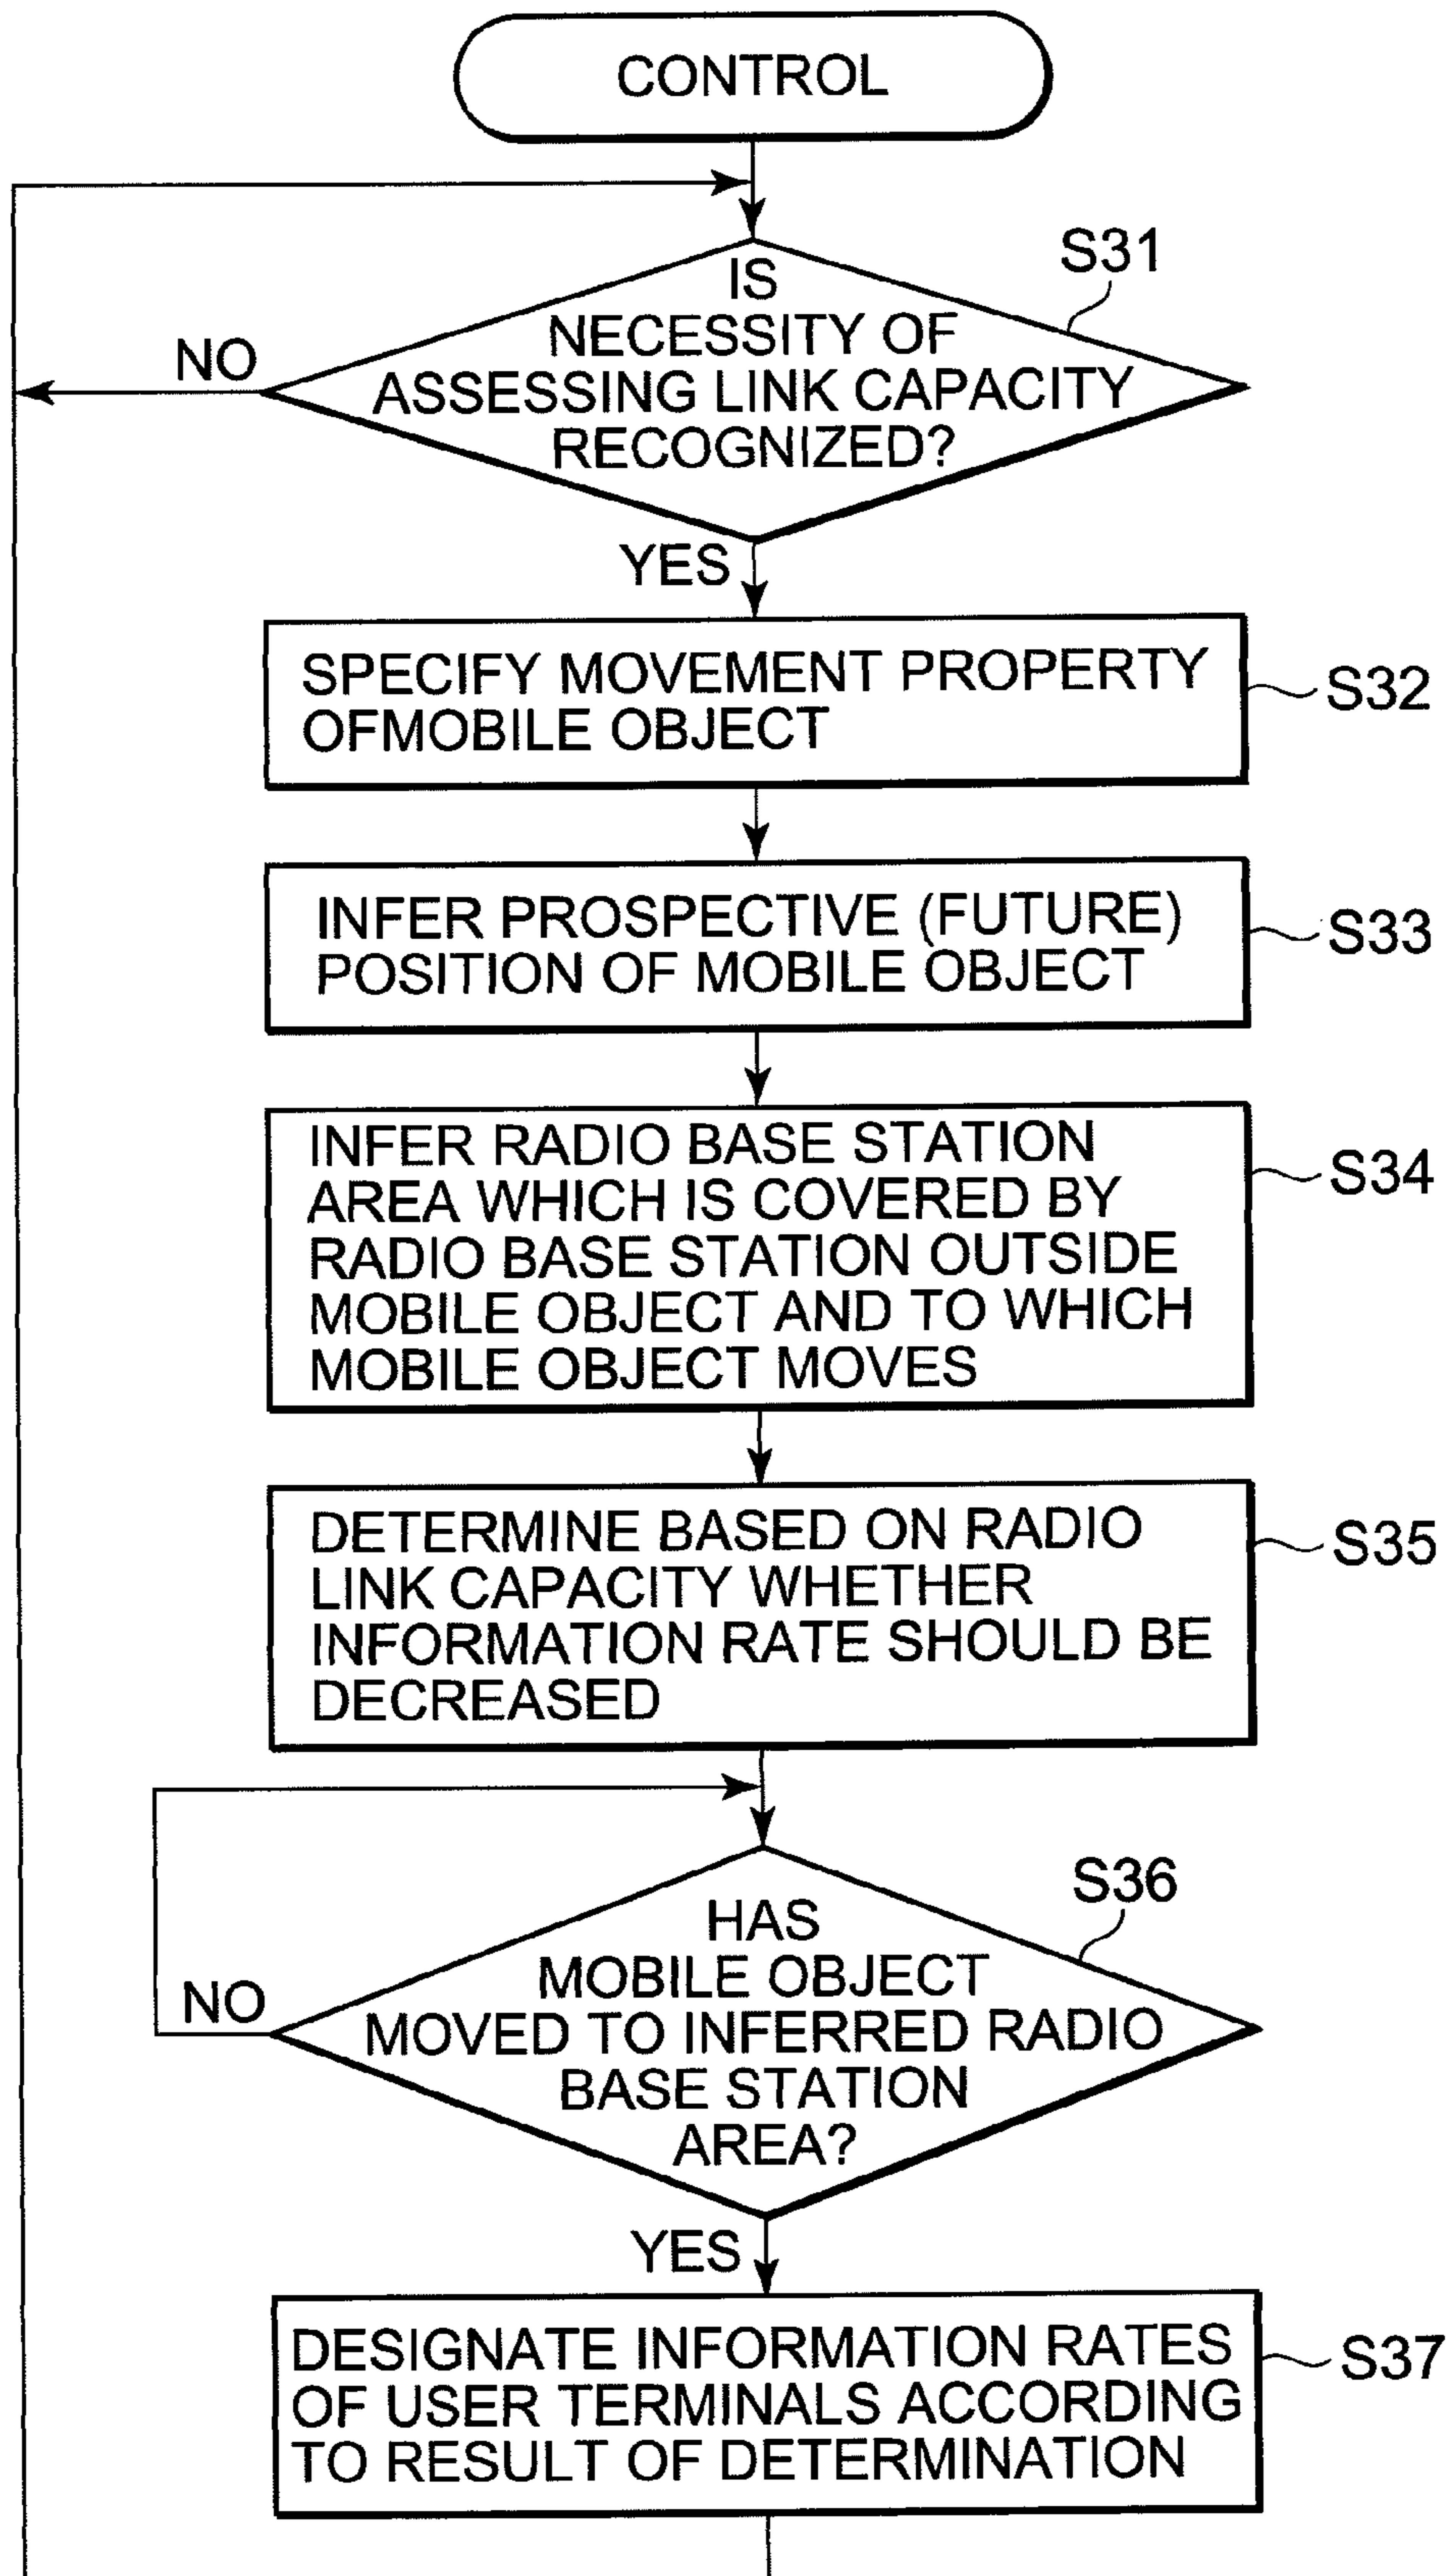 CONTROL
S31
IS
NECESSITY OF
ASSESSING LINK CAPACITY
RECOGNIZED?
NO
YES
SPECIFY MOVEMENT PROPERTY
OFMOBILE OBJECT
S32
INFER PROSPECTIVE (FUTURE)
POSITION OF MOBILE OBJECT
S33
INFER RADIO BASE STATION
AREA WHICH IS COVERED BY
RADIO BASE STATION OUTSIDE
MOBILE OBJECT AND TO WHICH
MOBILE OBJECT MOVES
S34
DETERMINE BASED ON RADIO
LINK CAPACITY WHETHER
INFORMATION RATE SHOULD BE
DECREASED
S35
S36
HAS
MOBILE OBJECT
MOVED TO INFERRED RADIO
BASE STATION
AREA?
NO
YES
DESIGNATE INFORMATION RATES
OF USER TERMINALS ACCORDING
TO RESULT OF DETERMINATION
S37